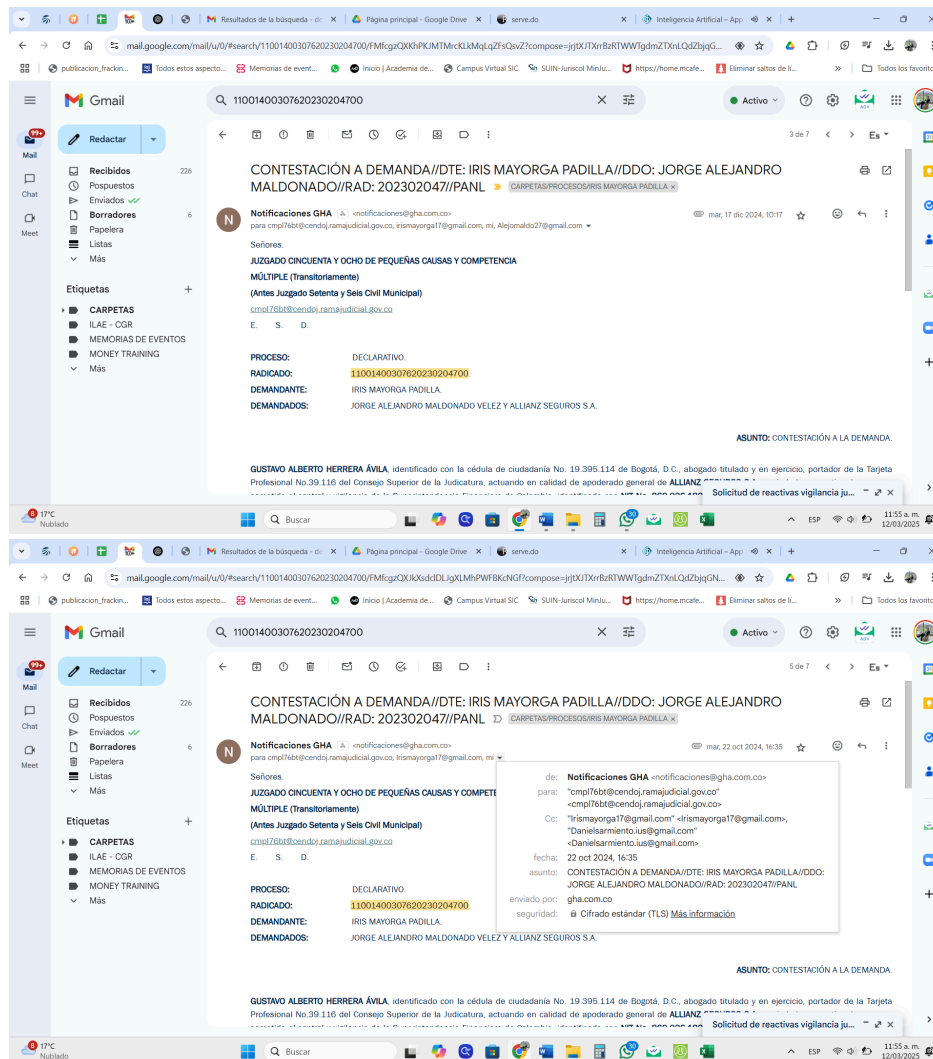 Resultados de la búsqueda - de
Página principal - Google Drive
serve.do
Inteligencia Artificial – App
mail.google.com/mail/u/0/#search/11001400307620230204700/FMfcgzQXKhPKJMTMrcKLkMqLqZFsQsvZ?compose=jrjtXJTXrrBzRTWWTgdmZTXnLQdZbjqG...
publicacion_frackin...
Todos estos aspecto...
Memorias de event...
Inicio | Academia de...
Campus Virtual SIC
SUIN-Juriscol MinJu...
https://home.mcafe...
Eliminar saltos de lí...
»
Todos los favorito
Gmail
11001400307620230204700
Activo
99+
Mail
Chat
Meet
Redactar
Recibidos 226
Pospuestos
Enviados
Borradores 6
Papelera
Listas
Más
Etiquetas +
CARPETAS
ILAE - CGR
MEMORIAS DE EVENTOS
MONEY TRAINING
Más
3 de 7
Es
CONTESTACIÓN A DEMANDA//DTE: IRIS MAYORGA PADILLA//DDO: JORGE ALEJANDRO
MALDONADO//RAD: 202302047//PANL
CARPETAS/PROCESOS/IRIS MAYORGA PADILLA ×
N
Notificaciones GHA <notificaciones@gha.com.co>
mar, 17 dic 2024, 10:17
para cmpl76bt@cendoj.ramajudicial.gov.co, irismayorga17@gmail.com, mi, Alejomaldo27@gmail.com
Señores.
JUZGADO CINCUENTA Y OCHO DE PEQUEÑAS CAUSAS Y COMPETENCIA
MÚLTIPLE (Transitoriamente)
(Antes Juzgado Setenta y Seis Civil Municipal)
cmpl76bt@cendoj.ramajudicial.gov.co
E. S. D.
PROCESO: DECLARATIVO.
RADICADO: 11001400307620230204700.
DEMANDANTE: IRIS MAYORGA PADILLA.
DEMANDADOS: JORGE ALEJANDRO MALDONADO VELEZ Y ALLIANZ SEGUROS S.A.
ASUNTO: CONTESTACIÓN A LA DEMANDA.
GUSTAVO ALBERTO HERRERA ÁVILA, identificado con la cédula de ciudadanía No. 19.395.114 de Bogotá, D.C., abogado titulado y en ejercicio, portador de la Tarjeta
Profesional No.39.116 del Consejo Superior de la Judicatura, actuando en calidad de apoderado general de ALLIANZ
Solicitud de reactivas vigilancia ju...
8
17°C
Nublado
Buscar
30
ESP
11:55 a. m.
12/03/2025
Resultados de la búsqueda - de
Página principal - Google Drive
serve.do
Inteligencia Artificial – App
publicacion_frackin...
Todos estos aspecto...
Memorias de event...
Inicio | Academia de...
Campus Virtual SIC
SUIN-Juriscol MinJu...
https://home.mcafe...
Eliminar saltos de lí...
»
Todos los favorito
Gmail
11001400307620230204700
Activo
99+
Mail
Chat
Meet
Redactar
Recibidos 226
Pospuestos
Enviados
Borradores 6
Papelera
Listas
Más
Etiquetas +
CARPETAS
ILAE - CGR
MEMORIAS DE EVENTOS
MONEY TRAINING
Más
5 de 7
Es
CONTESTACIÓN A DEMANDA//DTE: IRIS MAYORGA PADILLA//DDO: JORGE ALEJANDRO
MALDONADO//RAD: 202302047//PANL
CARPETAS/PROCESOS/IRIS MAYORGA PADILLA ×
N
Notificaciones GHA <notificaciones@gha.com.co>
mar, 22 oct 2024, 16:35
para cmpl76bt@cendoj.ramajudicial.gov.co, Irismayorga17@gmail.com, mi
de: Notificaciones GHA <notificaciones@gha.com.co>
para: "cmpl76bt@cendoj.ramajudicial.gov.co"
<cmpl76bt@cendoj.ramajudicial.gov.co>
Cc: "Irismayorga17@gmail.com" <Irismayorga17@gmail.com>,
"Danielsarmiento.ius@gmail.com"
<Danielsarmiento.ius@gmail.com>
fecha: 22 oct 2024, 16:35
asunto: CONTESTACIÓN A DEMANDA//DTE: IRIS MAYORGA PADILLA//DDO:
JORGE ALEJANDRO MALDONADO//RAD: 202302047//PANL
enviado por: gha.com.co
seguridad: Cifrado estándar (TLS) Más información
Señores.
JUZGADO CINCUENTA Y OCHO DE PEQUEÑAS CAUSAS Y COMPETE
MÚLTIPLE (Transitoriamente)
(Antes Juzgado Setenta y Seis Civil Municipal)
cmpl76bt@cendoj.ramajudicial.gov.co
E. S. D.
PROCESO: DECLARATIVO.
RADICADO: 11001400307620230204700.
DEMANDANTE: IRIS MAYORGA PADILLA.
DEMANDADOS: JORGE ALEJANDRO MALDONADO VELEZ Y ALLIANZ SEGUROS S.A.
ASUNTO: CONTESTACIÓN A LA DEMANDA.
GUSTAVO ALBERTO HERRERA ÁVILA, identificado con la cédula de ciudadanía No. 19.395.114 de Bogotá, D.C., abogado titulado y en ejercicio, portador de la Tarjeta
Profesional No.39.116 del Consejo Superior de la Judicatura, actuando en calidad de apoderado general de ALLIANZ
Solicitud de reactivas vigilancia ju...
8
17°C
Nublado
Buscar
30
ESP
11:55 a. m.
12/03/2025